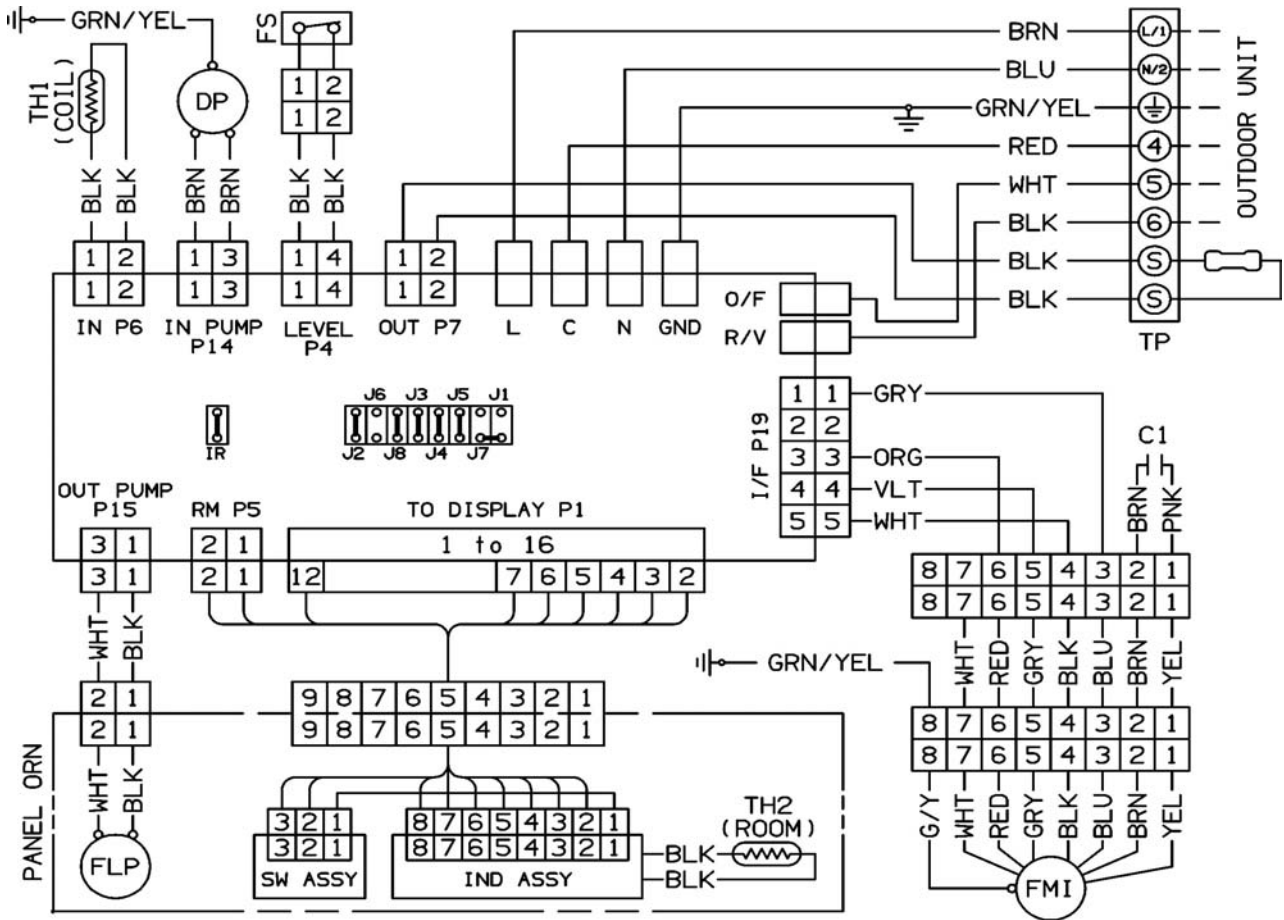 GRN/YEL
FS
BRN
L/1
BLU
N/2
GRN/YEL
RED
4
WHT
5
BLK
6
BLK
S
BLK
S
TP
OUTDOOR UNIT
TH1
(COIL)
DP
1 2
1 2
BLK BLK BRN BRN BLK BLK
1 2 1 3 1 4 1 2
1 2 1 3 1 4 1 2
IN P6 IN PUMP P14 LEVEL P4 OUT P7 L C N GND
O/F
R/V
J6 J3 J5 J1
IR J2 J8 J4 J7
I/F P19
1 1 GRY
2 2
3 3 ORG
4 4 VLT
5 5 WHT
C1
BRN PNK
OUT PUMP
P15
RM P5
TO DISPLAY P1
3 1 2 1 1 to 16
3 1 2 1 12 7 6 5 4 3 2
8 7 6 5 4 3 2 1
8 7 6 5 4 3 2 1
WHT BLK
WHT RED GRY BLK BLU BRN YEL
GRN/YEL
2 1 9 8 7 6 5 4 3 2 1
2 1 9 8 7 6 5 4 3 2 1
8 7 6 5 4 3 2 1
8 7 6 5 4 3 2 1
PANEL ORN
WHT BLK
G/Y WHT RED GRY BLK BLU BRN YEL
FLP
3 2 1 8 7 6 5 4 3 2 1
3 2 1 8 7 6 5 4 3 2 1
SW ASSY IND ASSY
TH2
(ROOM)
BLK
BLK
FMI